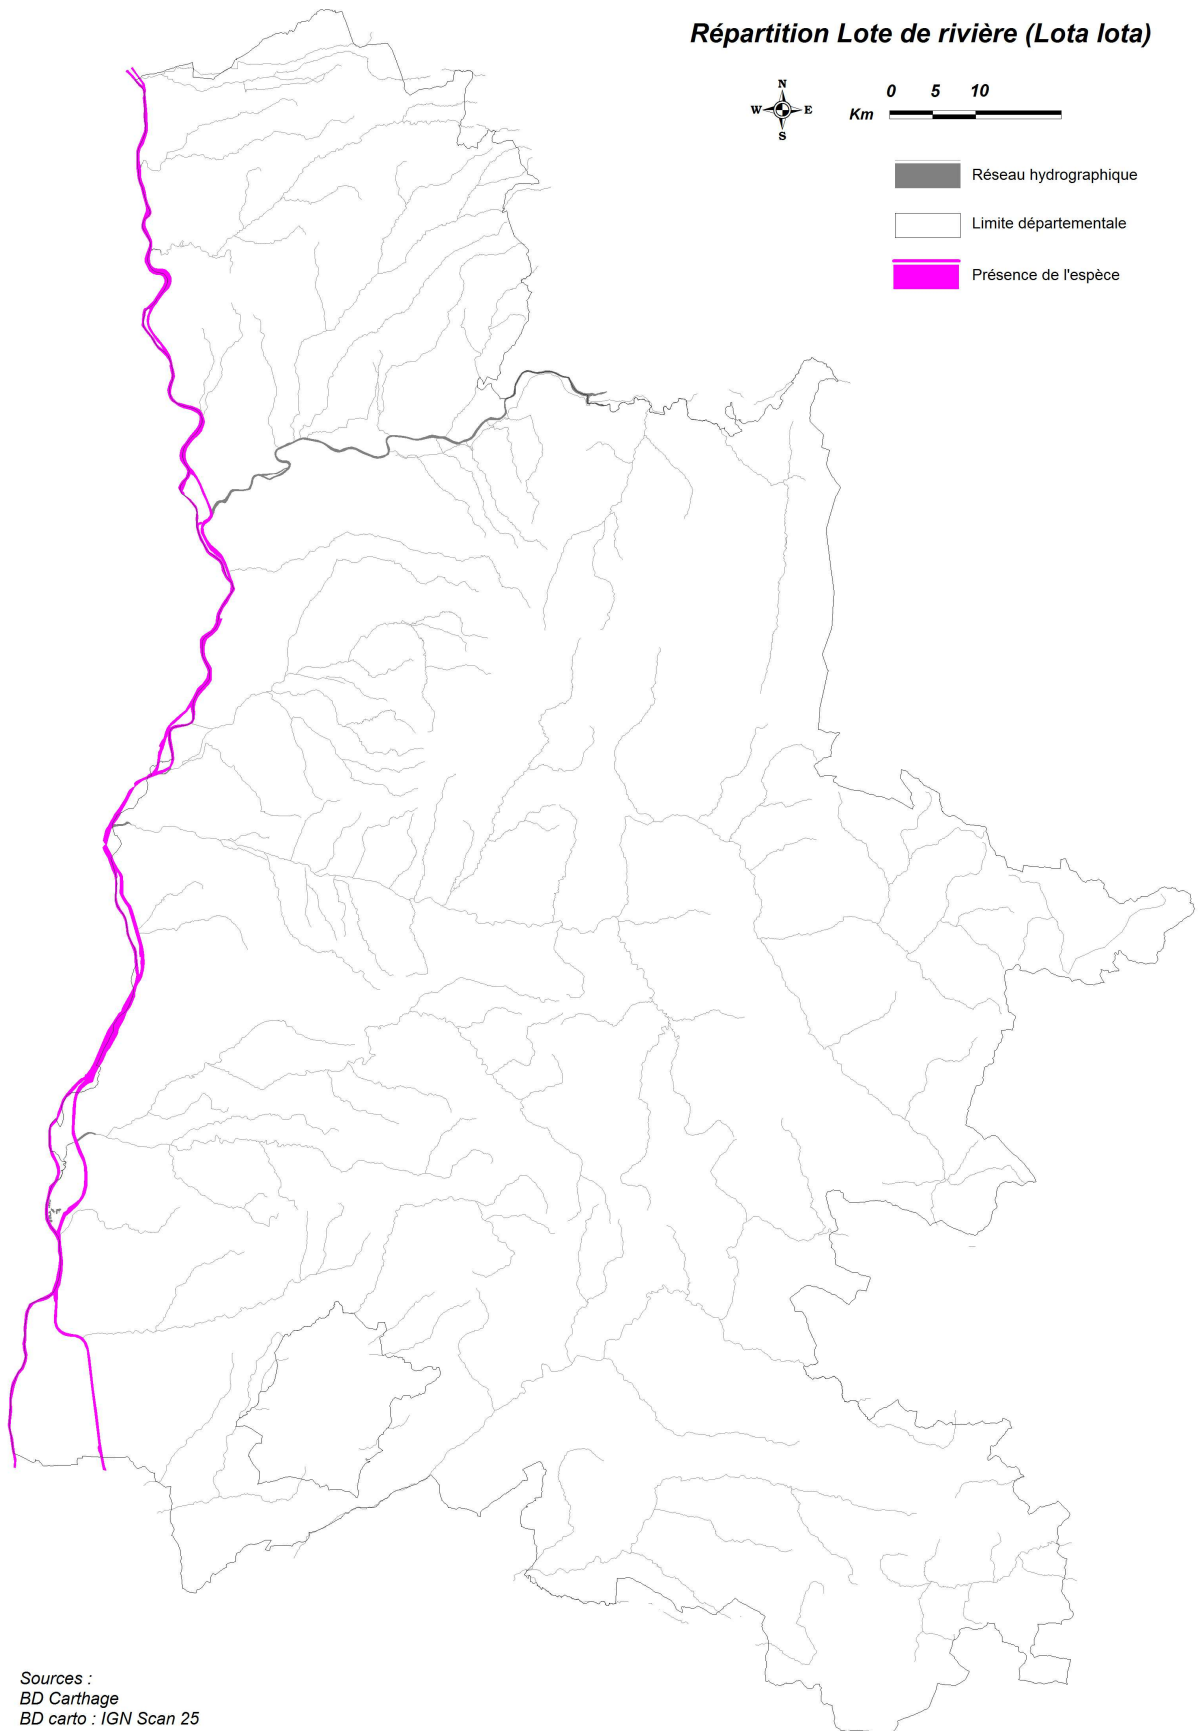 Répartition Lote de rivière (Lota lota)
N
W E
S
Km 0 5 10
Réseau hydrographique
Limite départementale
Présence de l'espèce
Sources :
BD Carthage
BD carto : IGN Scan 25